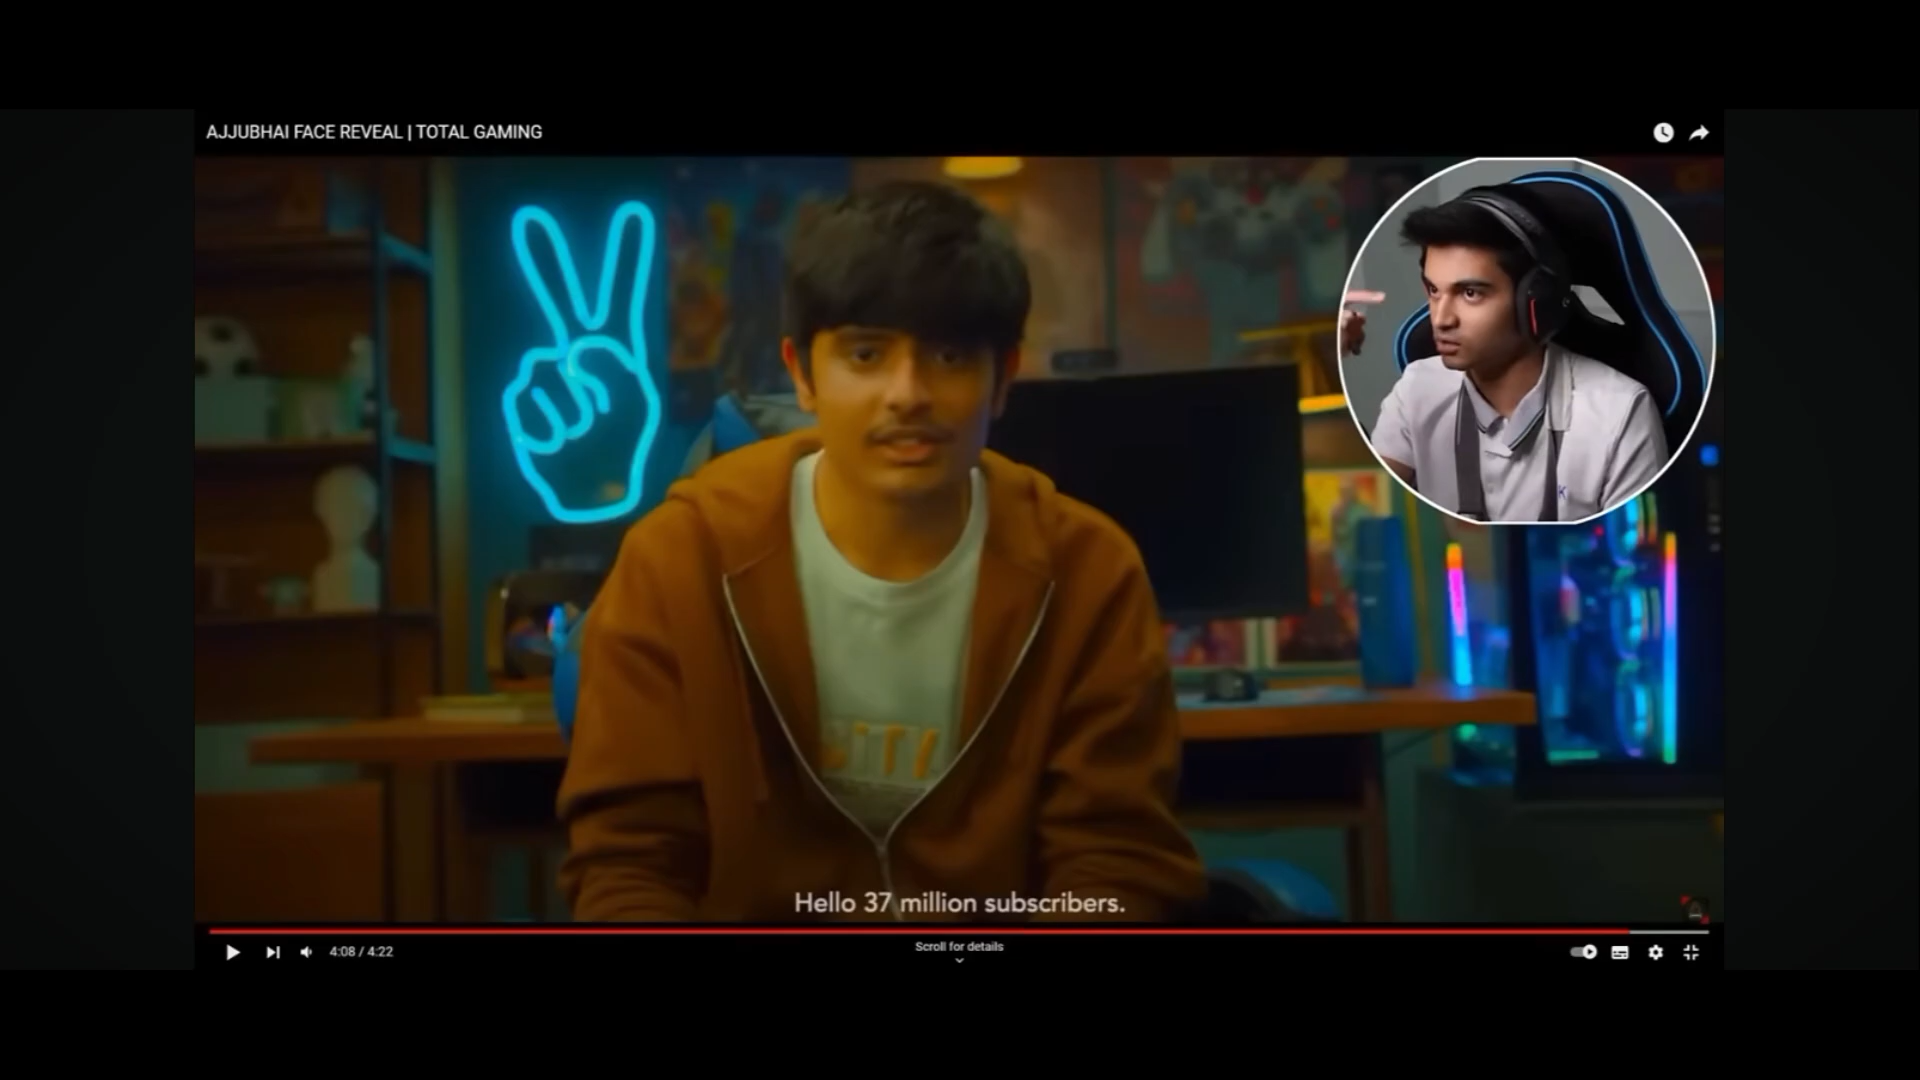 AJJUBHAI FACE REVEAL | TOTAL GAMING
Hello 37 million subscribers.
4:08 / 4:22
Scroll for details